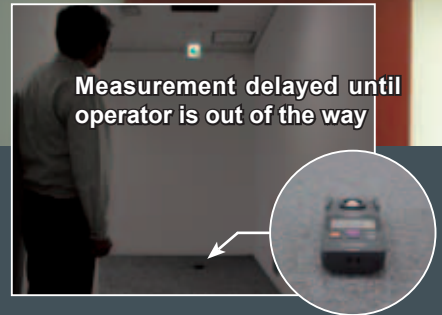 Measurement delayed until
operator is out of the way